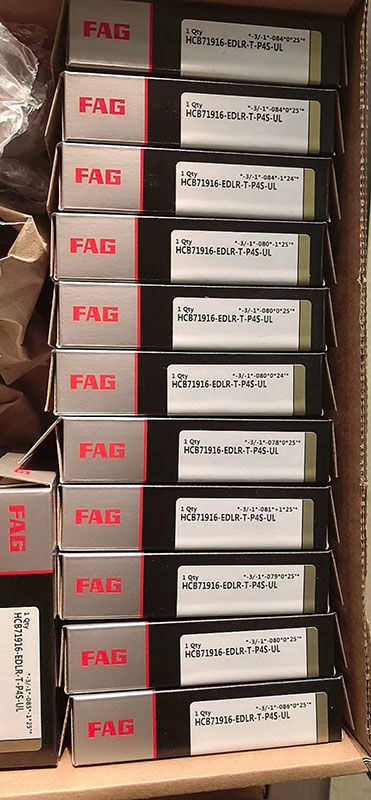 FAG
1 Qty *-3/-1*-084*0*25"*
HCB71916-EDLR-T-P4S-UL
FAG
1 Qty *-3/-1*-084*0*25"*
HCB71916-EDLR-T-P4S-UL
FAG
1 Qty *-3/-1*-084*-1*24"*
HCB71916-EDLR-T-P4S-UL
FAG
1 Qty *-3/-1*-080*-1*25"*
HCB71916-EDLR-T-P4S-UL
FAG
1 Qty *-3/-1*-080*0*25"*
HCB71916-EDLR-T-P4S-UL
FAG
1 Qty *-3/-1*-080*0*24"*
HCB71916-EDLR-T-P4S-UL
FAG
1 Qty *-3/-1*-078*0*25"*
HCB71916-EDLR-T-P4S-UL
FAG
1 Qty *-3/-1*-081*+1*25"*
HCB71916-EDLR-T-P4S-UL
FAG
1 Qty *-3/-1*-079*0*25"*
HCB71916-EDLR-T-P4S-UL
FAG
1 Qty *-3/-1*-080*0*25"*
HCB71916-EDLR-T-P4S-UL
FAG
1 Qty *-3/-1*-086*0*25"*
HCB71916-EDLR-T-P4S-UL
FAG
1 Qty *-3/-1*-085*-1*25"*
HCB71916-EDLR-T-P4S-UL